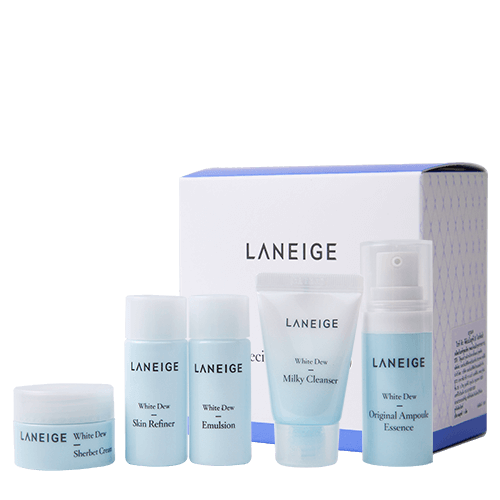 LANEIGE
LANEIGE
White Dew
Sherbet Cream
LANEIGE
White Dew
Skin Refiner
LANEIGE
White Dew
Emulsion
LANEIGE
White Dew
Milky Cleanser
LANEIGE
White Dew
Original Ampoule
Essence